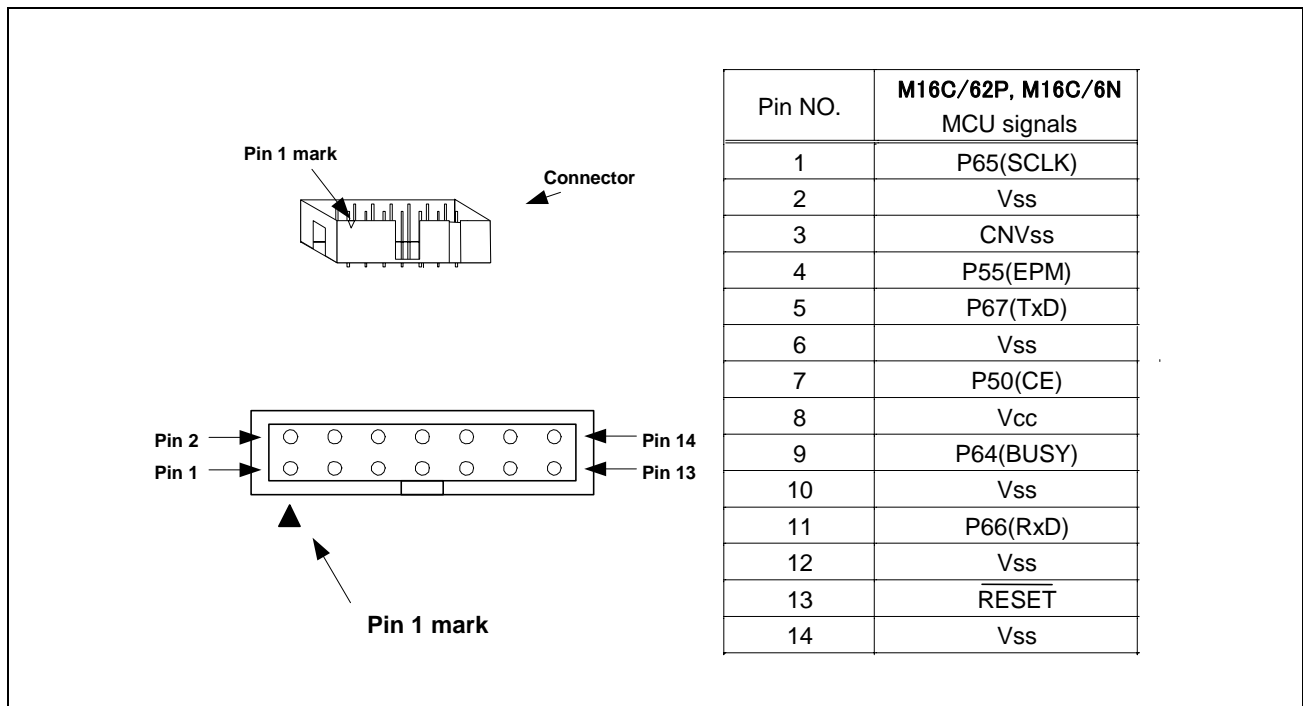 Pin 1 mark
Connector
Pin 2
Pin 14
Pin 1
Pin 13
Pin 1 mark
Pin NO. M16C/62P, M16C/6N
MCU signals
1 P65(SCLK)
2 Vss
3 CNVss
4 P55(EPM)
5 P67(TxD)
6 Vss
7 P50(CE)
8 Vcc
9 P64(BUSY)
10 Vss
11 P66(RxD)
12 Vss
13 R̅E̅S̅E̅T̅
14 Vss